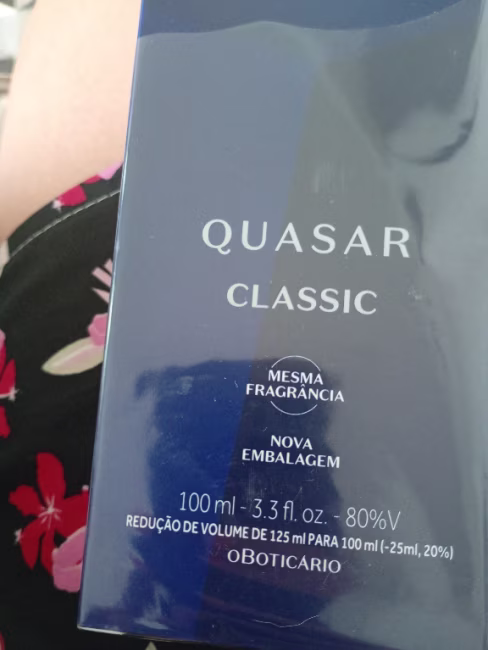 QUASAR
CLASSIC
MESMA
FRAGRÂNCIA
NOVA
EMBALAGEM
100 ml - 3.3 fl. oz. - 80%V
REDUÇÃO DE VOLUME DE 125 ml PARA 100 ml (-25ml, 20%)
oBOTICÁRIO